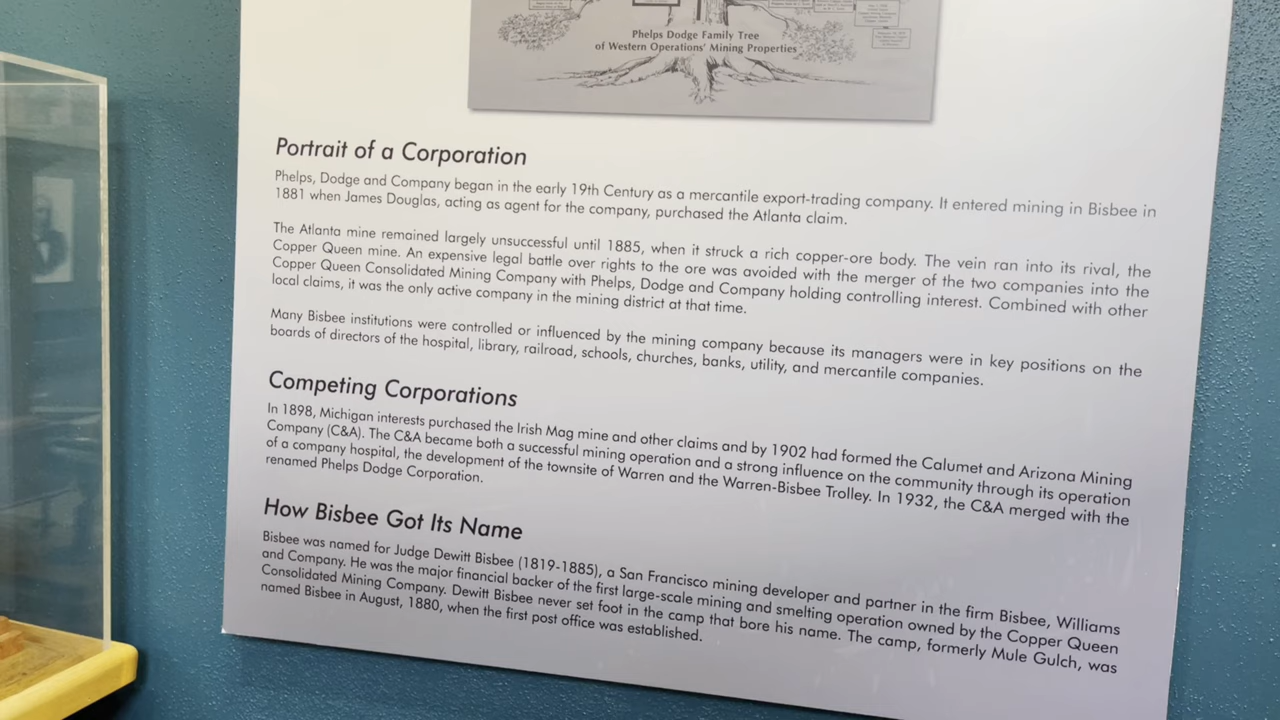 Phelps Dodge Family Tree
of Western Operations' Mining Properties
Portrait of a Corporation
Phelps, Dodge and Company began in the early 19th Century as a mercantile export-trading company. It entered mining in Bisbee in
1881 when James Douglas, acting as agent for the company, purchased the Atlanta claim.
The Atlanta mine remained largely unsuccessful until 1885, when it struck a rich copper-ore body. The vein ran into its rival, the
Copper Queen mine. An expensive legal battle over rights to the ore was avoided with the merger of the two companies into the
Copper Queen Consolidated Mining Company with Phelps, Dodge and Company holding controlling interest. Combined with other
local claims, it was the only active company in the mining district at that time.
Many Bisbee institutions were controlled or influenced by the mining company because its managers were in key positions on the
boards of directors of the hospital, library, railroad, schools, churches, banks, utility, and mercantile companies.
Competing Corporations
In 1898, Michigan interests purchased the Irish Mag mine and other claims and by 1902 had formed the Calumet and Arizona Mining
Company (C&A). The C&A became both a successful mining operation and a strong influence on the community through its operation
of a company hospital, the development of the townsite of Warren and the Warren-Bisbee Trolley. In 1932, the C&A merged with the
renamed Phelps Dodge Corporation.
How Bisbee Got Its Name
Bisbee was named for Judge Dewitt Bisbee (1819-1885), a San Francisco mining developer and partner in the firm Bisbee, Williams
and Company. He was the major financial backer of the first large-scale mining and smelting operation owned by the Copper Queen
Consolidated Mining Company. Dewitt Bisbee never set foot in the camp that bore his name. The camp, formerly Mule Gulch, was
named Bisbee in August, 1880, when the first post office was established.